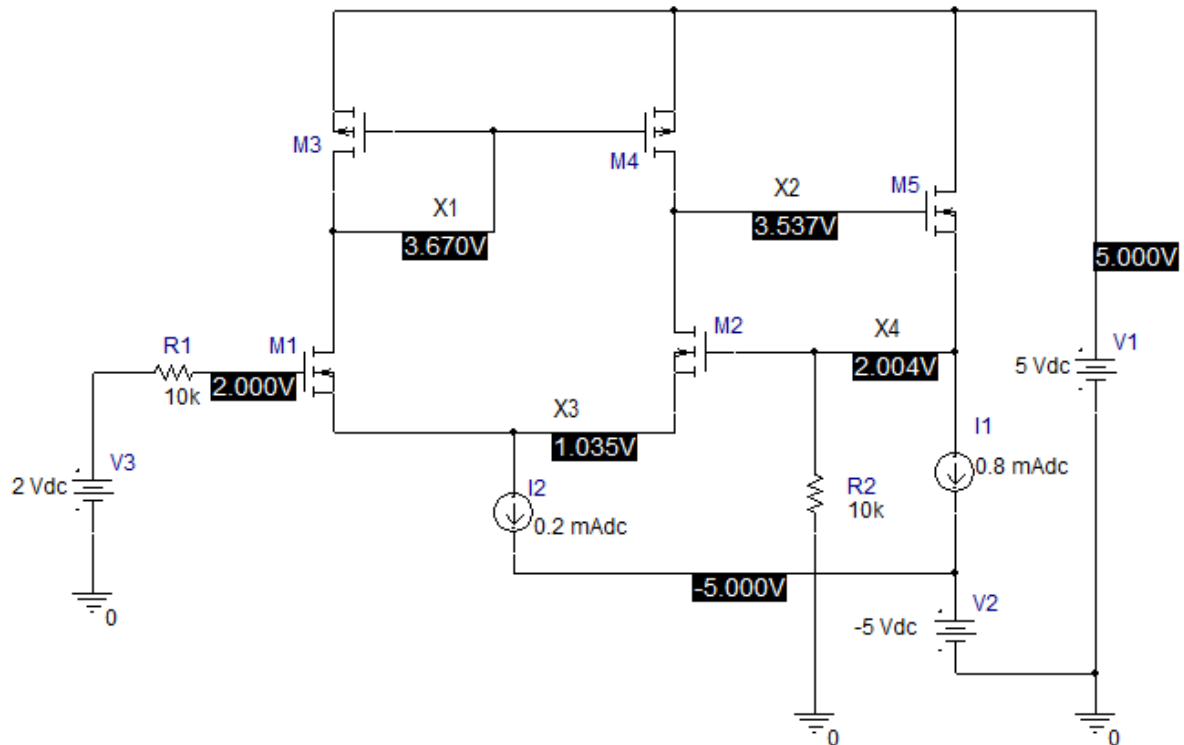 M3
M4
M5
X1
X2
3.670V
3.537V
5.000V
R1
M1
M2
X4
V1
10k
2.000V
2.004V
5 Vdc
X3
1.035V
I1
V3
2 Vdc
I2
R2
0.8 mAdc
0.2 mAdc
10k
-5.000V
V2
-5 Vdc
0
0
0